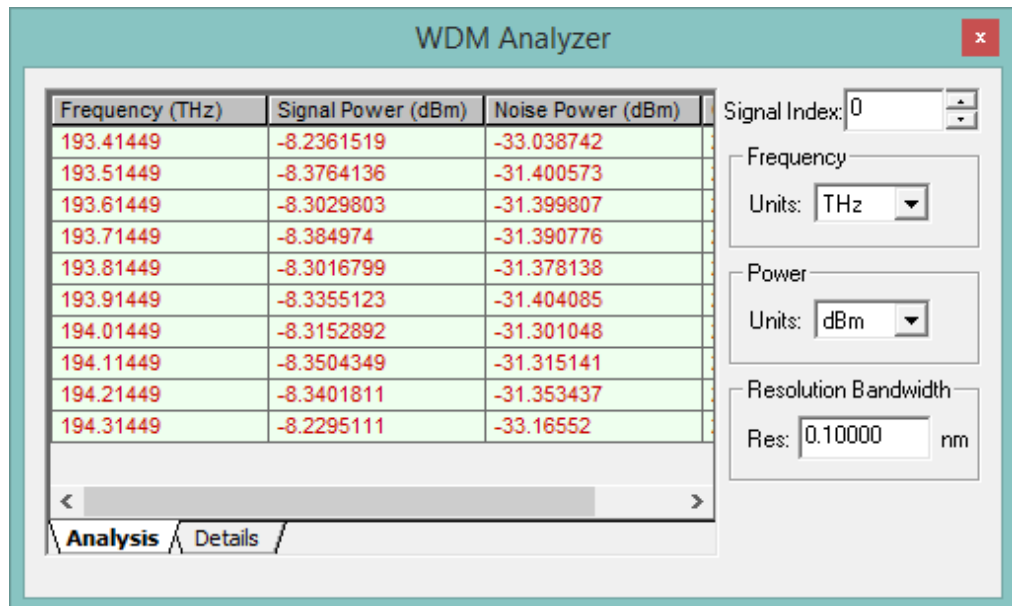 WDM Analyzer
x
Frequency (THz) Signal Power (dBm) Noise Power (dBm)
193.41449 -8.2361519 -33.038742
193.51449 -8.3764136 -31.400573
193.61449 -8.3029803 -31.399807
193.71449 -8.384974 -31.390776
193.81449 -8.3016799 -31.378138
193.91449 -8.3355123 -31.404085
194.01449 -8.3152892 -31.301048
194.11449 -8.3504349 -31.315141
194.21449 -8.3401811 -31.353437
194.31449 -8.2295111 -33.16552
Analysis Details
Signal Index: 0
Frequency
Units: THz
Power
Units: dBm
Resolution Bandwidth
Res: 0.10000 nm